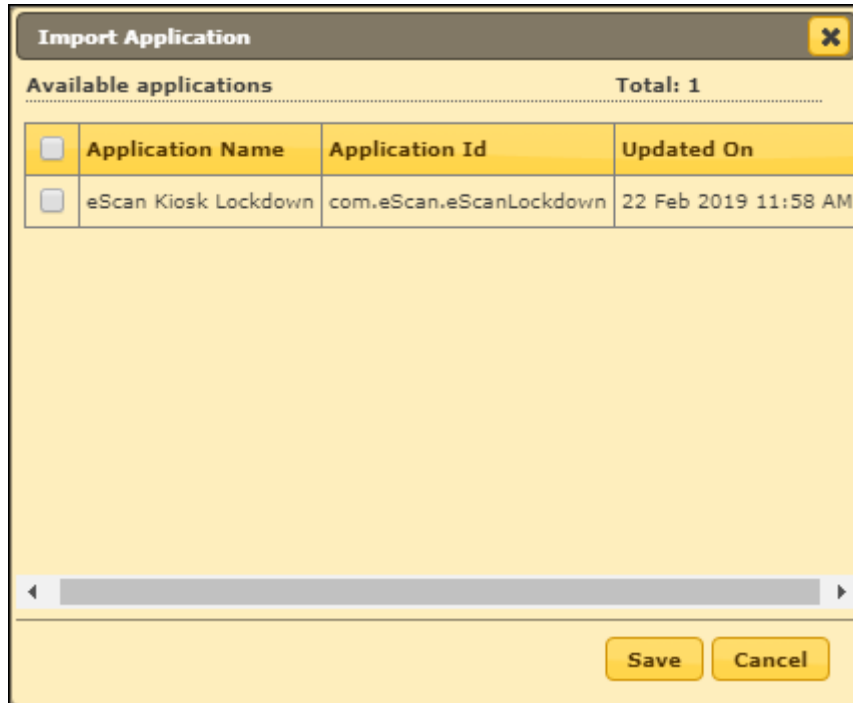 Import Application
Available applications Total: 1
Application Name Application Id Updated On
eScan Kiosk Lockdown com.eScan.eScanLockdown 22 Feb 2019 11:58 AM
Save Cancel